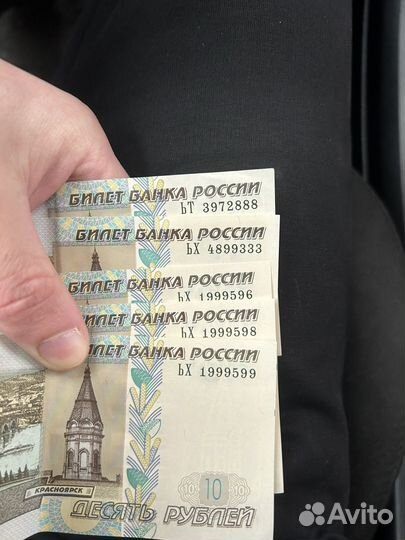 БИЛЕТ БАНКА РОССИИ
ЬТ 3972888
БИЛЕТ БАНКА РОССИИ
ЬХ 4899333
БИЛЕТ БАНКА РОССИИ
ЬХ 1999596
БИЛЕТ БАНКА РОССИИ
ЬХ 1999598
БИЛЕТ БАНКА РОССИИ
ЬХ 1999599
10 10 10
КРАСНОЯРСК
ДЕСЯТЬ РУБЛЕЙ
Avito